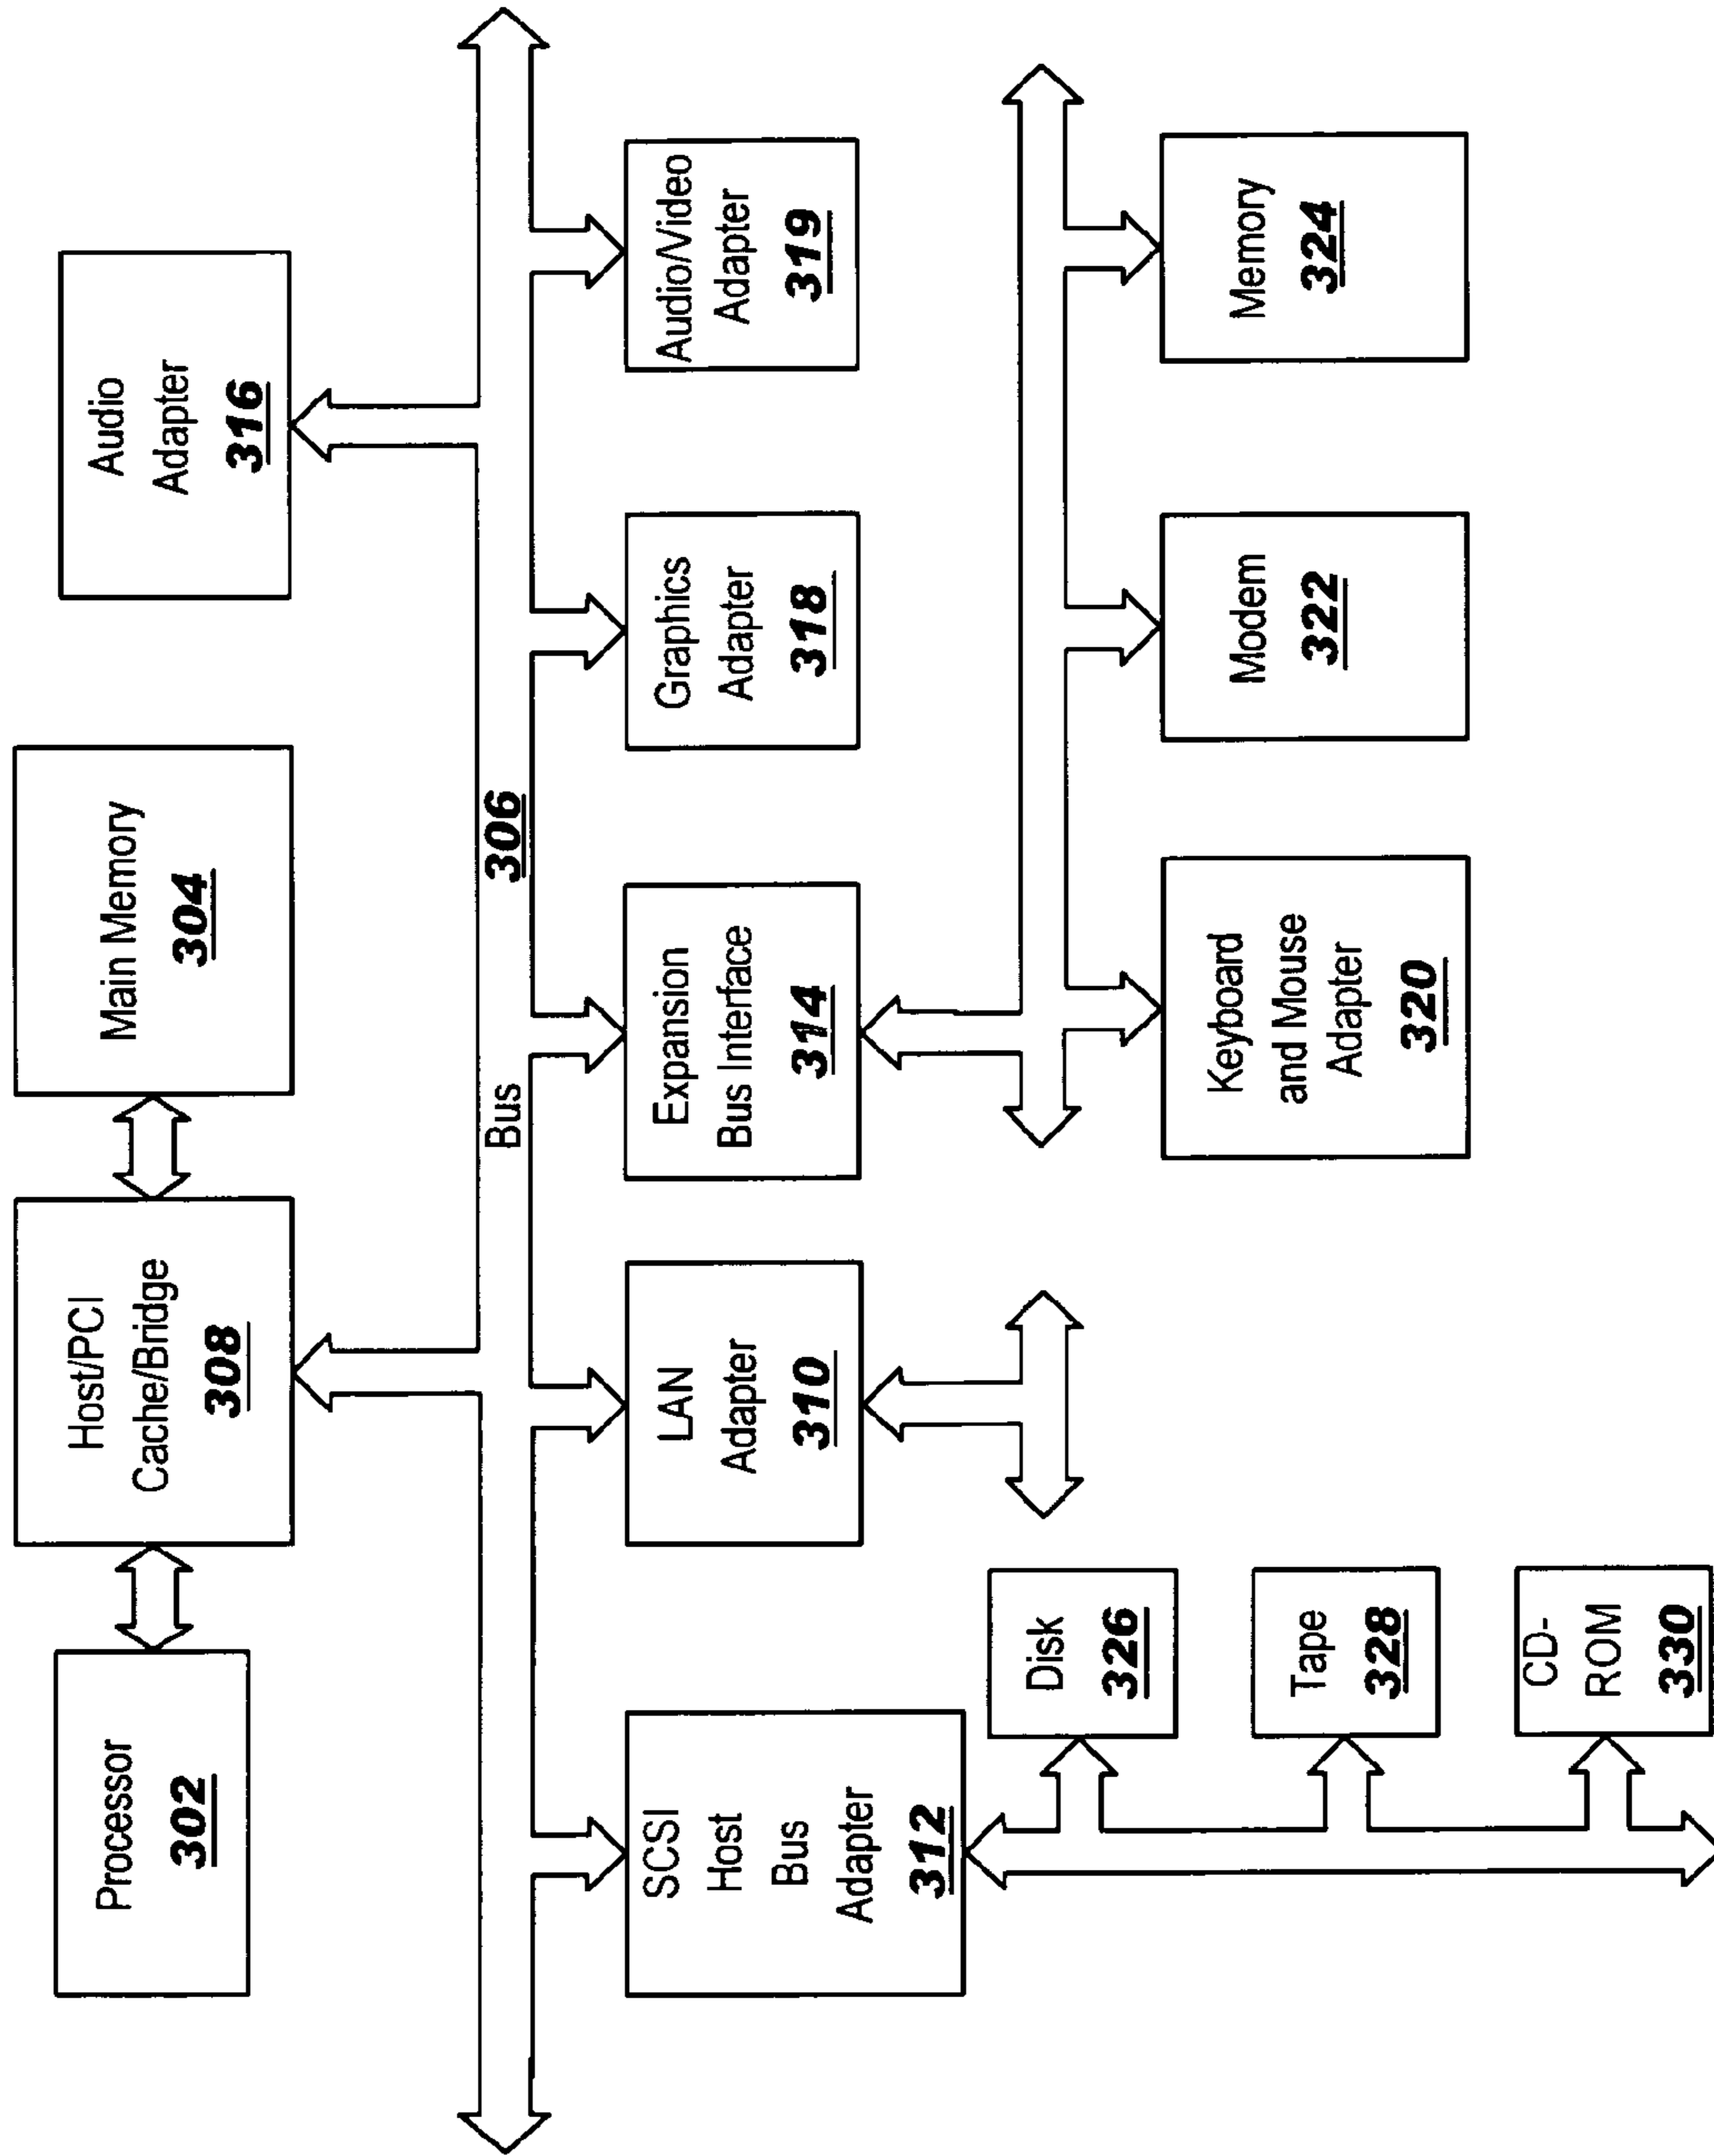 Processor
302
Host/PCI
Cache/Bridge
308
Main Memory
304
Audio
Adapter
316
Bus
306
SCSI
Host
Bus
Adapter
312
LAN
Adapter
310
Expansion
Bus Interface
314
Graphics
Adapter
318
Audio/Video
Adapter
319
Disk
326
Tape
328
CD-
ROM
330
Keyboard
and Mouse
Adapter
320
Modem
322
Memory
324